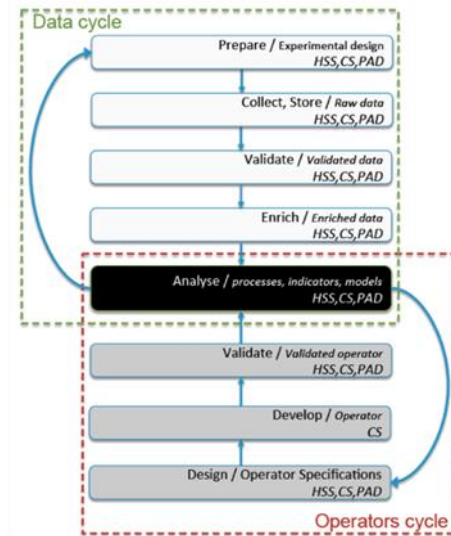 Data cycle
Prepare / Experimental design
HSS,CS,PAD
Collect, Store / Raw data
HSS,CS,PAD
Validate / Validated data
HSS,CS,PAD
Enrich / Enriched data
HSS,CS,PAD
Analyse / processes, indicators, models
HSS,CS,PAD
Validate / Validated operator
HSS,CS,PAD
Develop / Operator
CS
Design / Operator Specifications
HSS,CS,PAD
Operators cycle